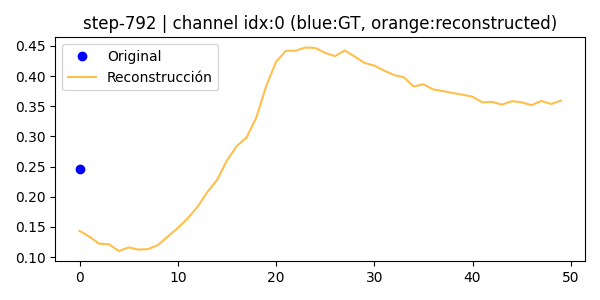 step-792 | channel idx:0 (blue:GT, orange:reconstructed)
0.45
0.40
0.35
0.30
0.25
0.20
0.15
0.10
Original
Reconstrucción
0 10 20 30 40 50